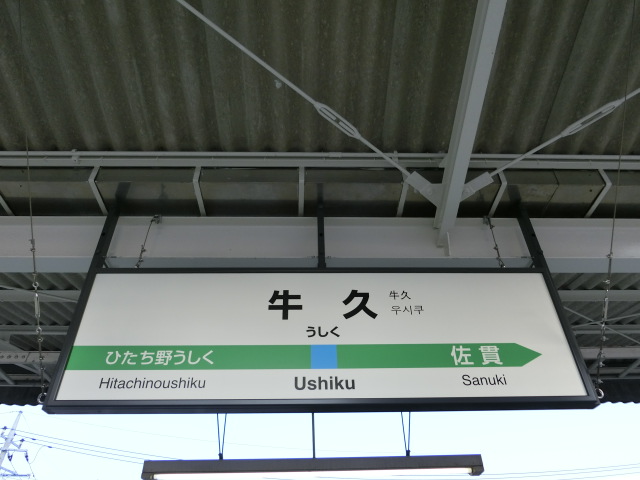 牛久
牛久
우시쿠
うしく
ひたち野うしく
佐貫
Hitachinoushiku
Ushiku
Sanuki